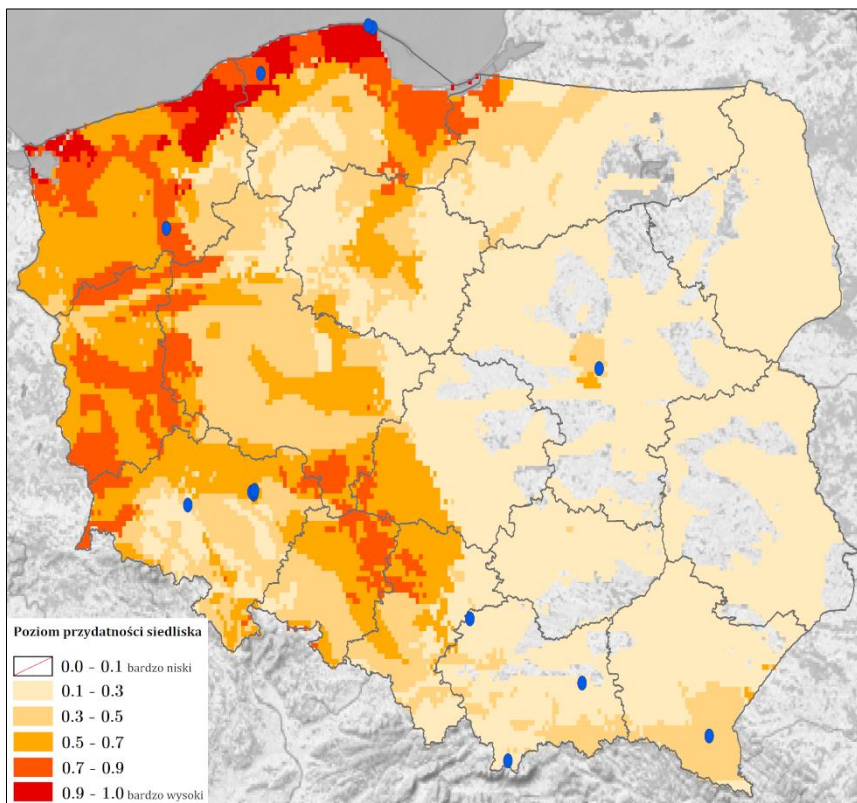 Poziom przydatności siedliska
0.0 – 0.1 bardzo niski
0.1 – 0.3
0.3 – 0.5
0.5 – 0.7
0.7 – 0.9
0.9 – 1.0 bardzo wysoki